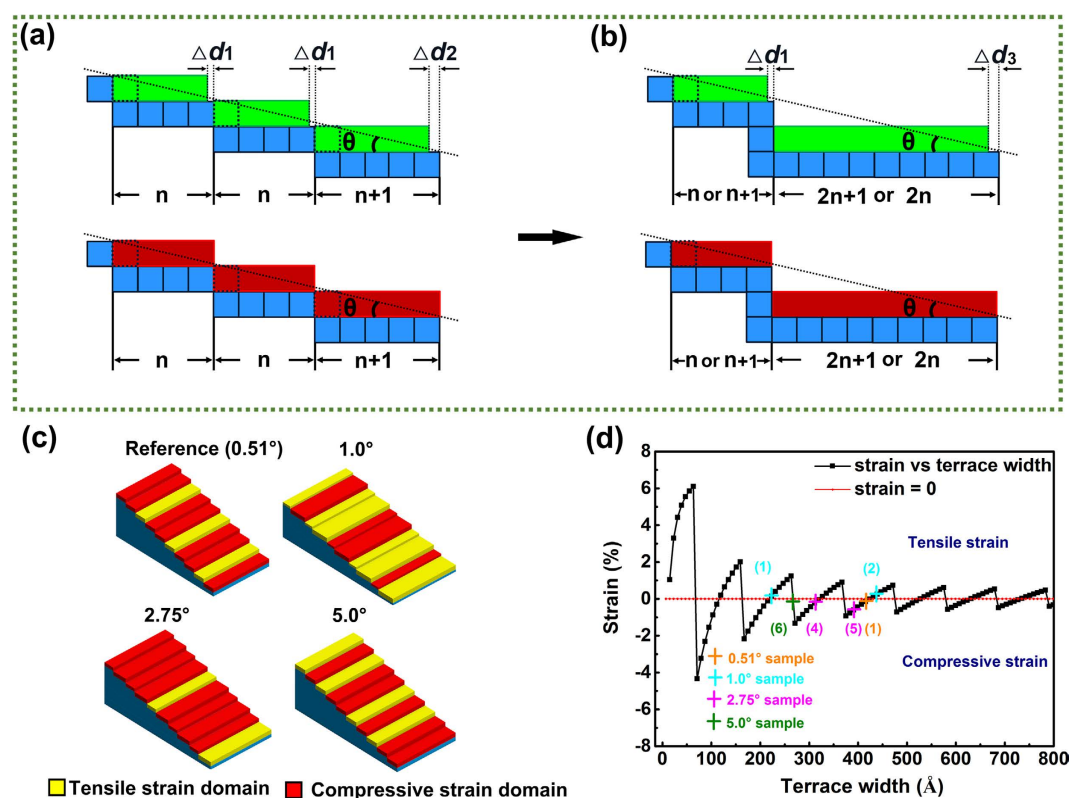 (a)
△d1 △d1 △d2
θ
n n n+1
θ
n n n+1
(b)
△d1 △d3
θ
n or n+1 2n+1 or 2n
θ
n or n+1 2n+1 or 2n
(c)
Reference (0.51°) 1.0°
2.75° 5.0°
Tensile strain domain Compressive strain domain
(d)
strain vs terrace width
strain = 0
Tensile strain
Compressive strain
(1) (2)
(6) (4) (5) (1)
0.51° sample
1.0° sample
2.75° sample
5.0° sample
Strain (%)
8
6
4
2
0
-2
-4
-6
-8
0 100 200 300 400 500 600 700 800
Terrace width (Å)